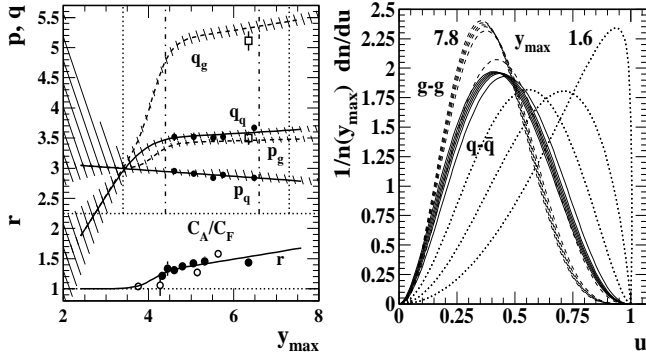 p, q
r
5.5
5
4.5
4
3.5
3
2.5
2
1.5
1
q_g
q_q
p_g
p_q
C_A/C_F
r
2 3 4 5 6 7 8
y_max
1/n(y_max) dn/du
2.5
2.25
2
1.75
1.5
1.25
1
0.75
0.5
0.25
0
7.8 y_max 1.6
g-g
q-q̄
0 0.25 0.5 0.75 1
u